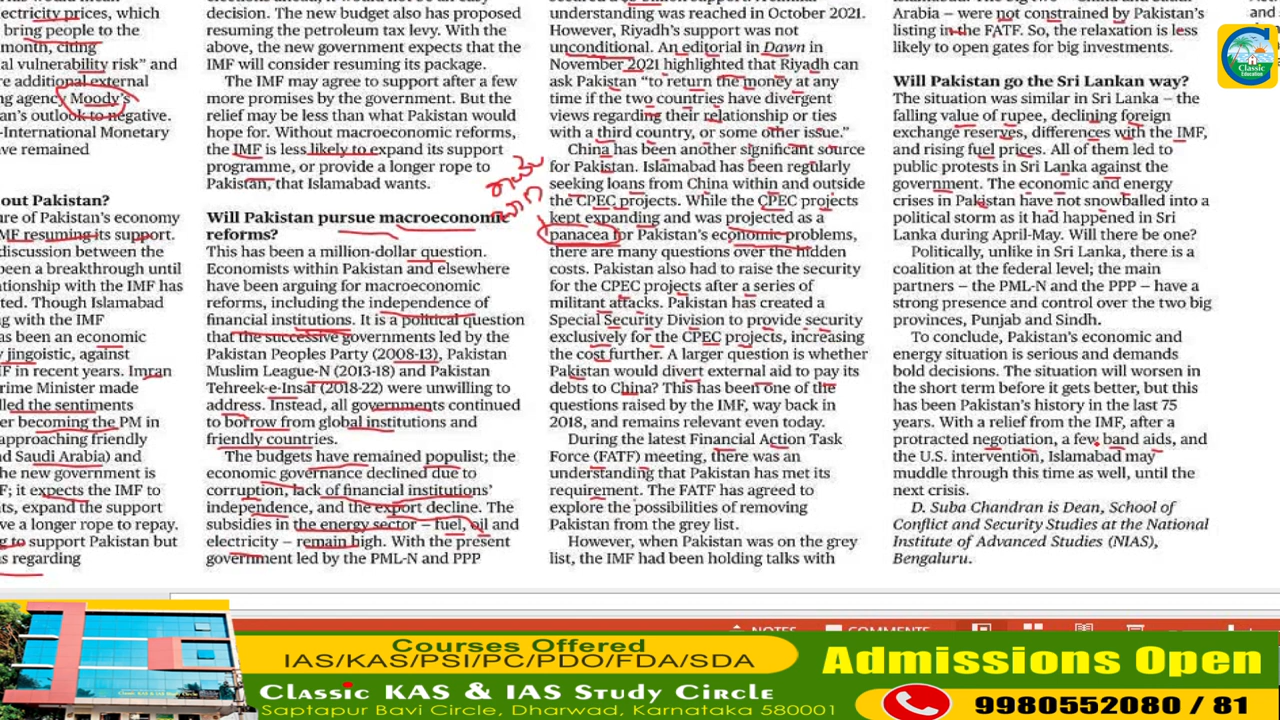 ectricity prices, which
bring people to the
month, citing
al vulnerability risk” and
re additional external
ng agency Moody’s
an’s outlook to negative.
-International Monetary
ave remained
out Pakistan?
ure of Pakistan’s economy
IMF resuming its support.
discussion between the
been a breakthrough until
ationship with the IMF has
ted. Though Islamabad
ng with the IMF
as been an economic
y jingoistic, against
IF in recent years. Imran
rime Minister made
lled the sentiments
er becoming the PM in
approaching friendly
nd Saudi Arabia) and
the new government is
F; it expects the IMF to
ts, expand the support
ve a longer rope to repay.
ng to support Pakistan but
s regarding
decision. The new budget also has proposed
resuming the petroleum tax levy. With the
above, the new government expects that the
IMF will consider resuming its package.
The IMF may agree to support after a few
more promises by the government. But the
relief may be less than what Pakistan would
hope for. Without macroeconomic reforms,
the IMF is less likely to expand its support
programme, or provide a longer rope to
Pakistan, that Islamabad wants.
Will Pakistan pursue macroeconomic
reforms?
This has been a million-dollar question.
Economists within Pakistan and elsewhere
have been arguing for macroeconomic
reforms, including the independence of
financial institutions. It is a political question
that the successive governments led by the
Pakistan Peoples Party (2008-13), Pakistan
Muslim League-N (2013-18) and Pakistan
Tehreek-e-Insaf (2018-22) were unwilling to
address. Instead, all governments continued
to borrow from global institutions and
friendly countries.
The budgets have remained populist; the
economic governance declined due to
corruption, lack of financial institutions’
independence, and the export decline. The
subsidies in the energy sector – fuel, oil and
electricity – remain high. With the present
government led by the PML-N and PPP
understanding was reached in October 2021.
However, Riyadh’s support was not
unconditional. An editorial in Dawn in
November 2021 highlighted that Riyadh can
ask Pakistan “to return the money at any
time if the two countries have divergent
views regarding their relationship or ties
with a third country, or some other issue.”
China has been another significant source
for Pakistan. Islamabad has been regularly
seeking loans from China within and outside
the CPEC projects. While the CPEC projects
kept expanding and was projected as a
panacea for Pakistan’s economic problems,
there are many questions over the hidden
costs. Pakistan also had to raise the security
for the CPEC projects after a series of
militant attacks. Pakistan has created a
Special Security Division to provide security
exclusively for the CPEC projects, increasing
the cost further. A larger question is whether
Pakistan would divert external aid to pay its
debts to China? This has been one of the
questions raised by the IMF, way back in
2018, and remains relevant even today.
During the latest Financial Action Task
Force (FATF) meeting, there was an
understanding that Pakistan has met its
requirement. The FATF has agreed to
explore the possibilities of removing
Pakistan from the grey list.
However, when Pakistan was on the grey
list, the IMF had been holding talks with
Arabia – were not constrained by Pakistan’s
listing in the FATF. So, the relaxation is less
likely to open gates for big investments.
Will Pakistan go the Sri Lankan way?
The situation was similar in Sri Lanka – the
falling value of rupee, declining foreign
exchange reserves, differences with the IMF,
and rising fuel prices. All of them led to
public protests in Sri Lanka against the
government. The economic and energy
crises in Pakistan have not snowballed into a
political storm as it had happened in Sri
Lanka during April-May. Will there be one?
Politically, unlike in Sri Lanka, there is a
coalition at the federal level; the main
partners – the PML-N and the PPP – have a
strong presence and control over the two big
provinces, Punjab and Sindh.
To conclude, Pakistan’s economic and
energy situation is serious and demands
bold decisions. The situation will worsen in
the short term before it gets better, but this
has been Pakistan’s history in the last 75
years. With a relief from the IMF, after a
protracted negotiation, a few band aids, and
the U.S. intervention, Islamabad may
muddle through this time as well, until the
next crisis.
D. Suba Chandran is Dean, School of
Conflict and Security Studies at the National
Institute of Advanced Studies (NIAS),
Bengaluru.
and
Classic
Education
NOTES
COMMENTS
Courses Offered
IAS/KAS/PSI/PC/PDO/FDA/SDA
Classic KAS & IAS Study Circle
Saptapur Bavi Circle, Dharwad, Karnataka 580001
Admissions Open
9980552080 / 81